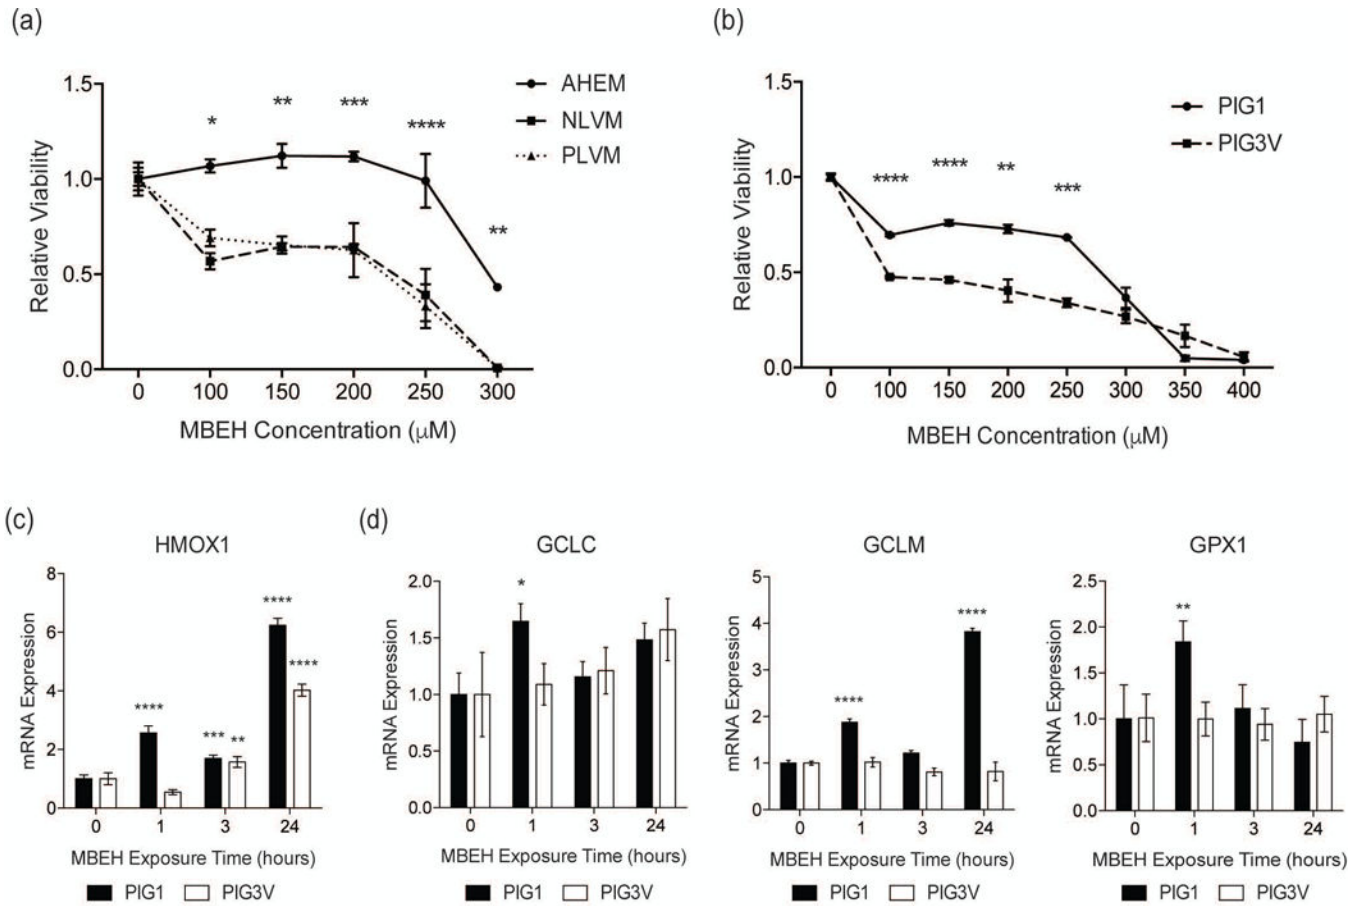 (a)
AHEM
NLVM
PLVM
* ** *** **** **
1.5
1.0
0.5
0.0
Relative Viability
0 100 150 200 250 300
MBEH Concentration (μM)
(b)
PIG1
PIG3V
**** **** ** ***
1.5
1.0
0.5
0.0
Relative Viability
0 100 150 200 250 300 350 400
MBEH Concentration (μM)
(c)
HMOX1
8
6
4
2
0
mRNA Expression
**** *** ** **** ****
0 1 3 24
MBEH Exposure Time (hours)
PIG1 PIG3V
(d)
GCLC
2.0
1.5
1.0
0.5
0.0
mRNA Expression
*
0 1 3 24
MBEH Exposure Time (hours)
PIG1 PIG3V
GCLM
5
4
3
2
1
0
mRNA Expression
**** ****
0 1 3 24
MBEH Exposure Time (hours)
PIG1 PIG3V
GPX1
2.5
2.0
1.5
1.0
0.5
0.0
mRNA Expression
**
0 1 3 24
MBEH Exposure Time (hours)
PIG1 PIG3V